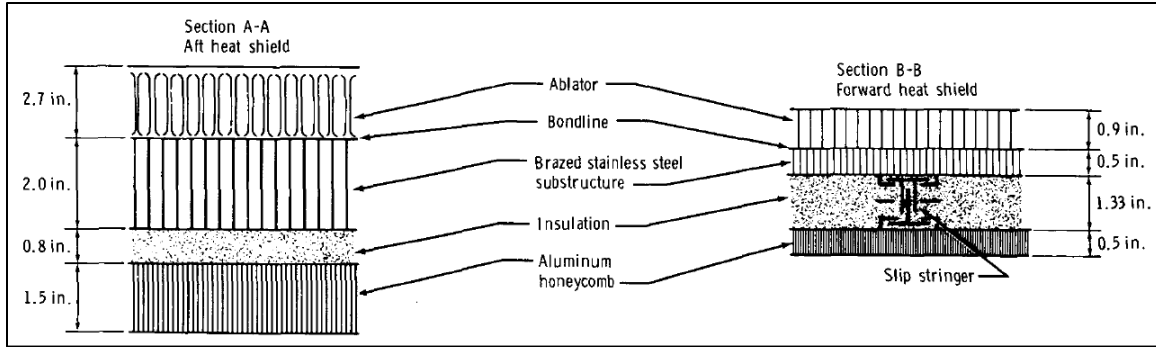 Section A-A
Aft heat shield
2.7 in.
2.0 in.
0.8 in.
1.5 in.
Ablator
Bondline
Brazed stainless steel
substructure
Insulation
Aluminum
honeycomb
Section B-B
Forward heat shield
0.9 in.
0.5 in.
1.33 in.
0.5 in.
Slip stringer